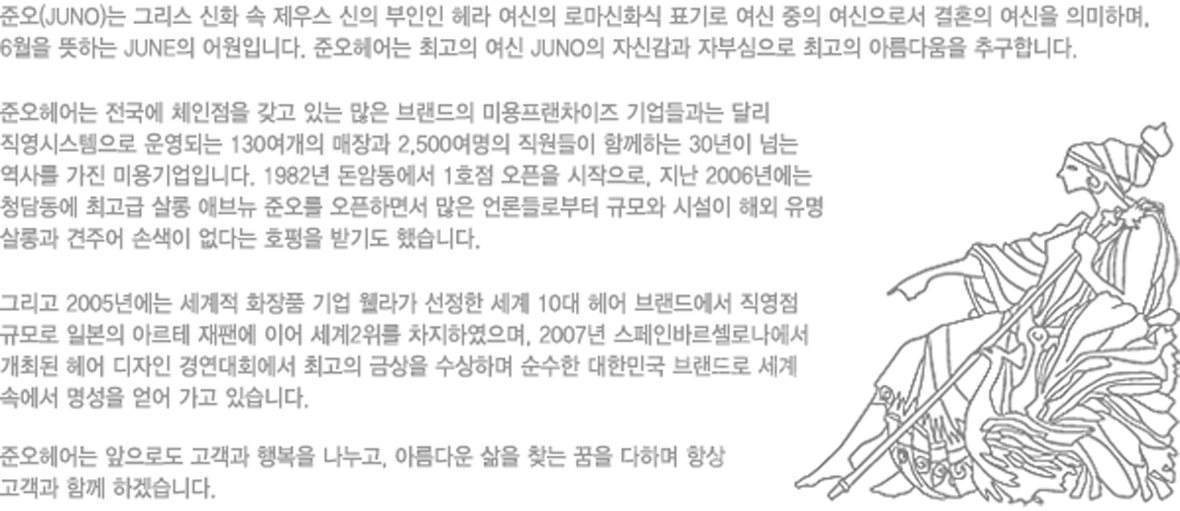 준오(JUNO)는 그리스 신화 속 제우스 신의 부인인 헤라 여신의 로마신화식 표기로 여신 중의 여신으로서 결혼의 여신을 의미하며,
6월을 뜻하는 JUNE의 어원입니다. 준오헤어는 최고의 여신 JUNO의 자신감과 자부심으로 최고의 아름다움을 추구합니다.
준오헤어는 전국에 체인점을 갖고 있는 많은 브랜드의 미용프랜차이즈 기업들과는 달리
직영시스템으로 운영되는 130여개의 매장과 2,500여명의 직원들이 함께하는 30년이 넘는
역사를 가진 미용기업입니다. 1982년 돈암동에서 1호점 오픈을 시작으로, 지난 2006년에는
청담동에 최고급 살롱 애브뉴 준오를 오픈하면서 많은 언론들로부터 규모와 시설이 해외 유명
살롱과 견주어 손색이 없다는 호평을 받기도 했습니다.
그리고 2005년에는 세계적 화장품 기업 웰라가 선정한 세계 10대 헤어 브랜드에서 직영점
규모로 일본의 아르테 재팬에 이어 세계2위를 차지하였으며, 2007년 스페인바르셀로나에서
개최된 헤어 디자인 경연대회에서 최고의 금상을 수상하며 순수한 대한민국 브랜드로 세계
속에서 명성을 얻어 가고 있습니다.
준오헤어는 앞으로도 고객과 행복을 나누고, 아름다운 삶을 찾는 꿈을 다하며 항상
고객과 함께 하겠습니다.